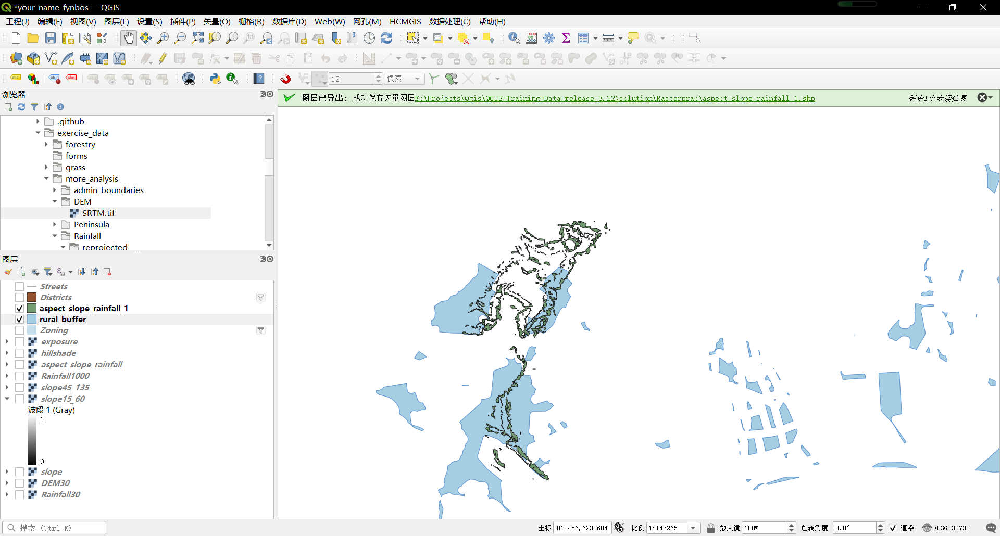 *your_name_fynbos — QGIS
工程(J) 编辑(E) 视图(V) 图层(L) 设置(S) 插件(P) 矢量(O) 栅格(R) 数据库(D) Web(W) 网孔(M) HCMGIS 数据处理(C) 帮助(H)
12 像素
浏览器
图层已导出: 成功保存矢量图层E:\Projects\Qgis\QGIS-Training-Data-release_3.22\solution\Rasterprac\aspect_slope_rainfall_1.shp 剩余1个未读信息
.github
exercise_data
forestry
forms
grass
more_analysis
admin_boundaries
DEM
SRTM.tif
Peninsula
Rainfall
reprojected
图层
Streets
Districts
aspect_slope_rainfall_1
rural_buffer
Zoning
exposure
hillshade
aspect_slope_rainfall
Rainfall1000
slope45_135
slope15_60
波段 1 (Gray)
1
0
slope
DEM30
Rainfall30
搜索 (Ctrl+K) 坐标 812456,6230604 比例 1:147265 放大镜 100% 旋转角度 0.0° 渲染 EPSG:32733